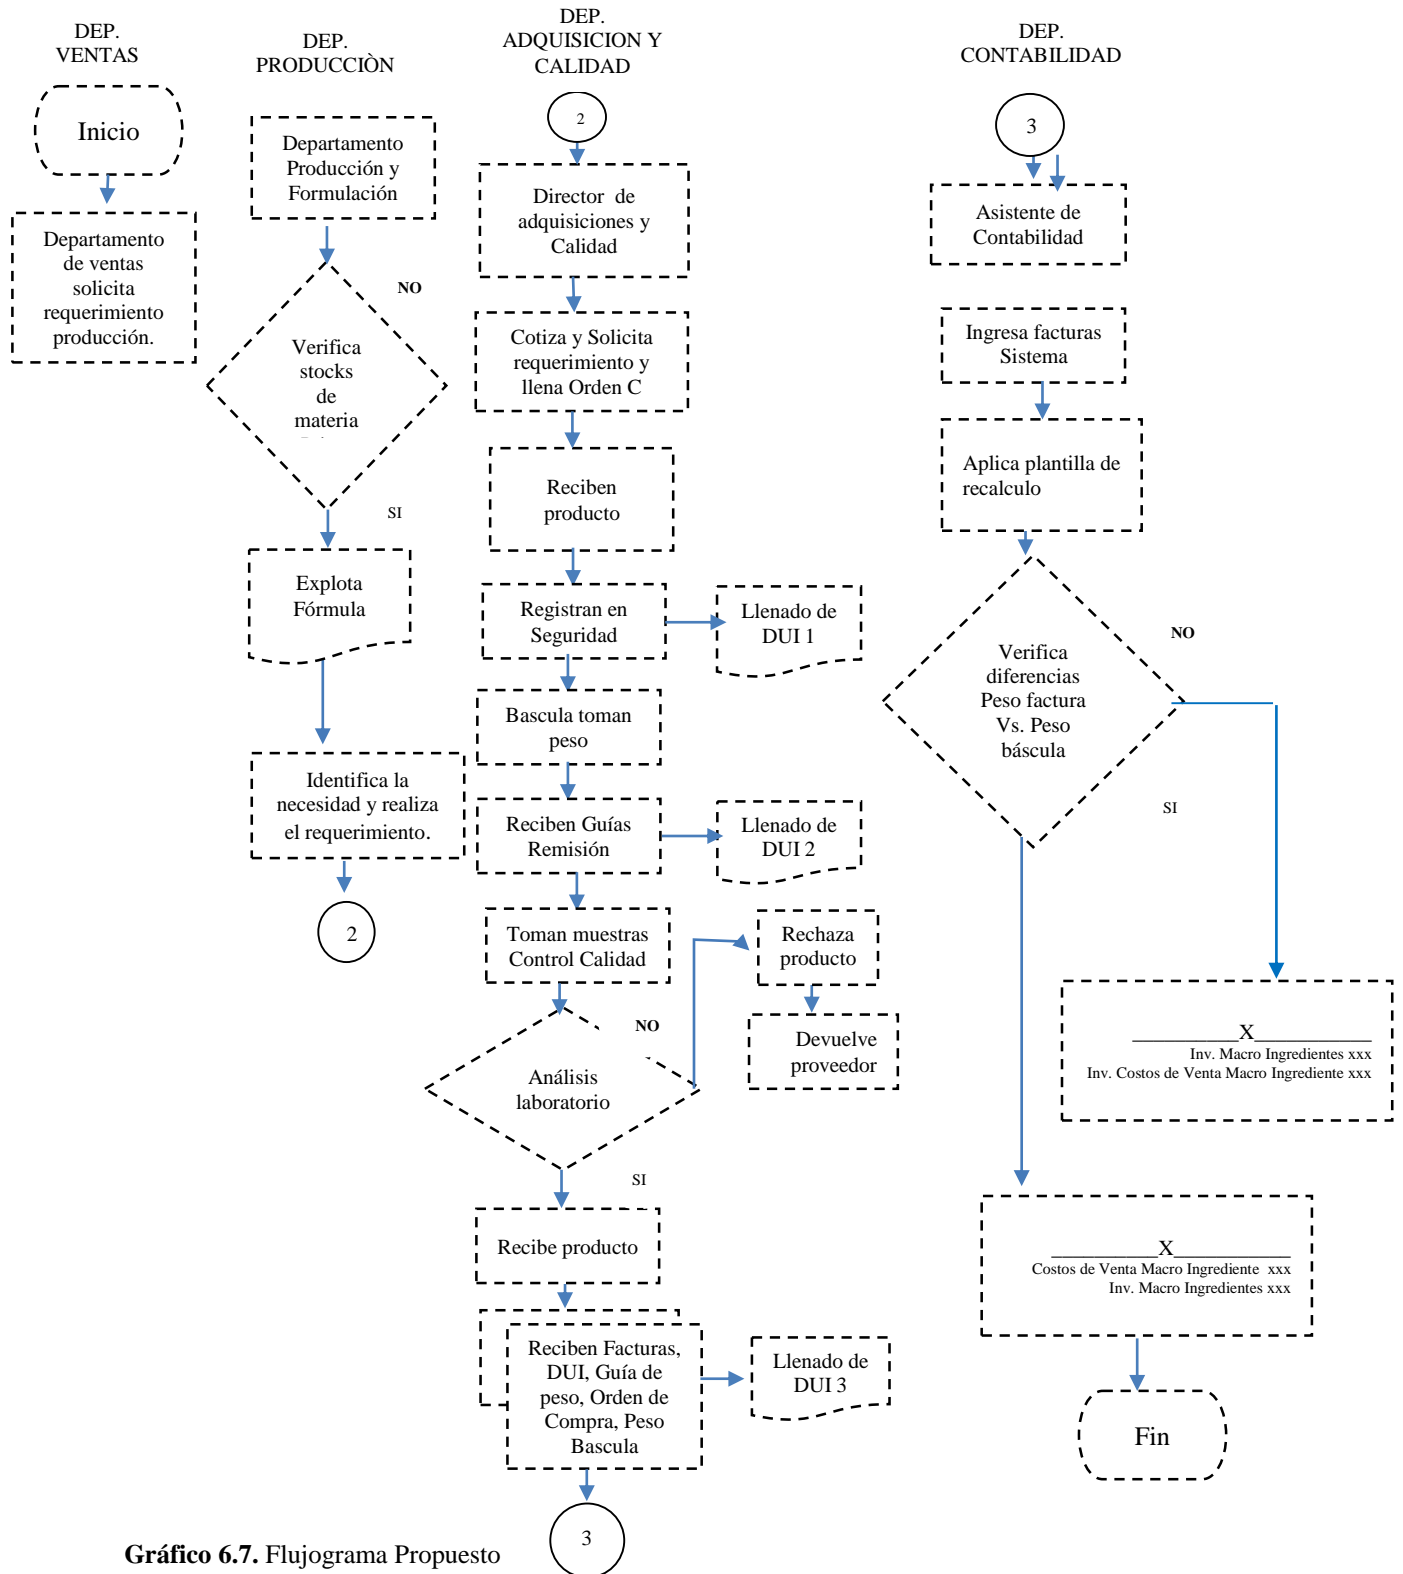 DEP.
VENTAS
Inicio
Departamento
de ventas
solicita
requerimiento
producción.
DEP.
PRODUCCIÒN
Departamento
Producción y
Formulación
NO
Verifica
stocks
de
materia
SI
Explota
Fórmula
Identifica la
necesidad y realiza
el requerimiento.
2
DEP.
ADQUISICION Y
CALIDAD
2
Director de
adquisiciones y
Calidad
Cotiza y Solicita
requerimiento y
llena Orden C
Reciben
producto
Registran en
Seguridad
Llenado de
DUI 1
Bascula toman
peso
Reciben Guías
Remisión
Llenado de
DUI 2
Toman muestras
Control Calidad
Rechaza
producto
NO
Devuelve
proveedor
Análisis
laboratorio
SI
Recibe producto
Reciben Facturas,
DUI, Guía de
peso, Orden de
Compra, Peso
Bascula
Llenado de
DUI 3
3
DEP.
CONTABILIDAD
3
Asistente de
Contabilidad
Ingresa facturas
Sistema
Aplica plantilla de
recalculo
NO
Verifica
diferencias
Peso factura
Vs. Peso
báscula
SI
__________X___________
Inv. Macro Ingredientes xxx
Inv. Costos de Venta Macro Ingrediente xxx
__________X___________
Costos de Venta Macro Ingrediente xxx
Inv. Macro Ingredientes xxx
Fin
Gráfico 6.7. Flujograma Propuesto